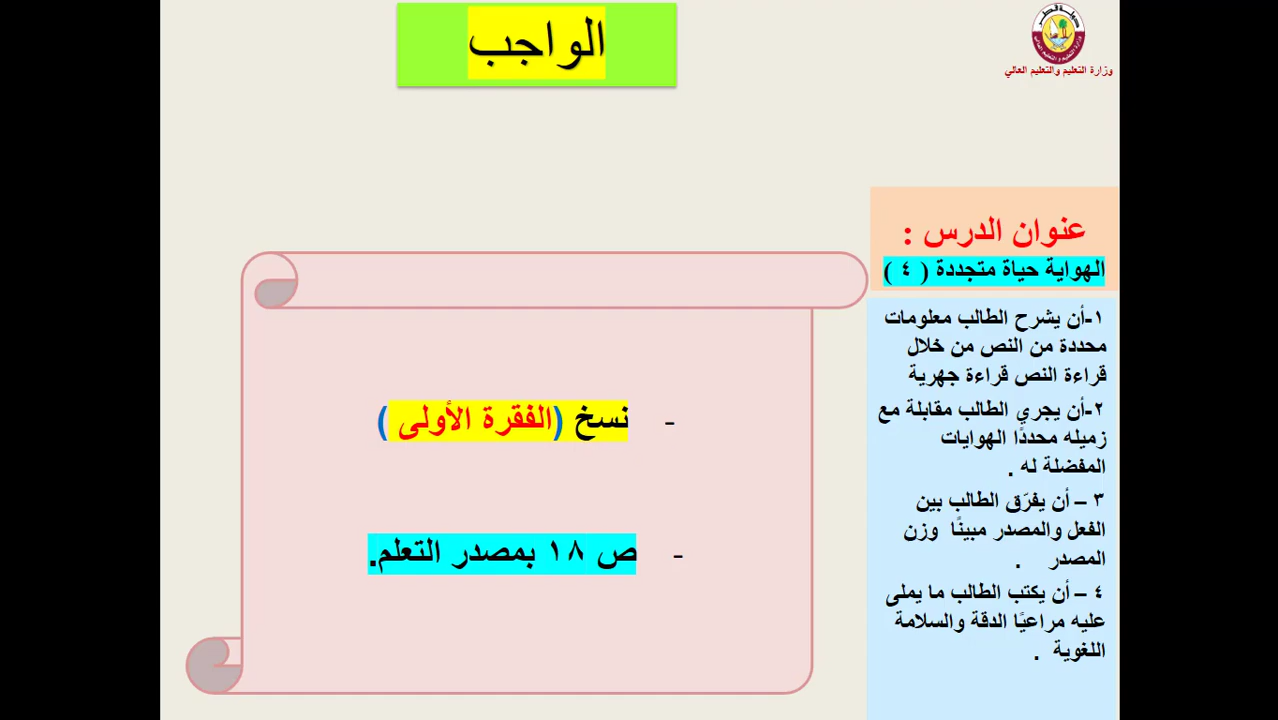 الواجب
دولة قطر
وزارة التعليم والتعليم العالي
عنوان الدرس :
الهواية حياة متجددة ( ٤ )
١-أن يشرح الطالب معلومات
محددة من النص من خلال
قراءة النص قراءة جهرية
٢-أن يجري الطالب مقابلة مع
زميله محددًا الهوايات
المفضلة له .
٣ – أن يفرّق الطالب بين
الفعل والمصدر مبينًا وزن
المصدر .
٤ – أن يكتب الطالب ما يملى
عليه مراعيًا الدقة والسلامة
اللغوية .
- نسخ (الفقرة الأولى )
- ص ١٨ بمصدر التعلم.